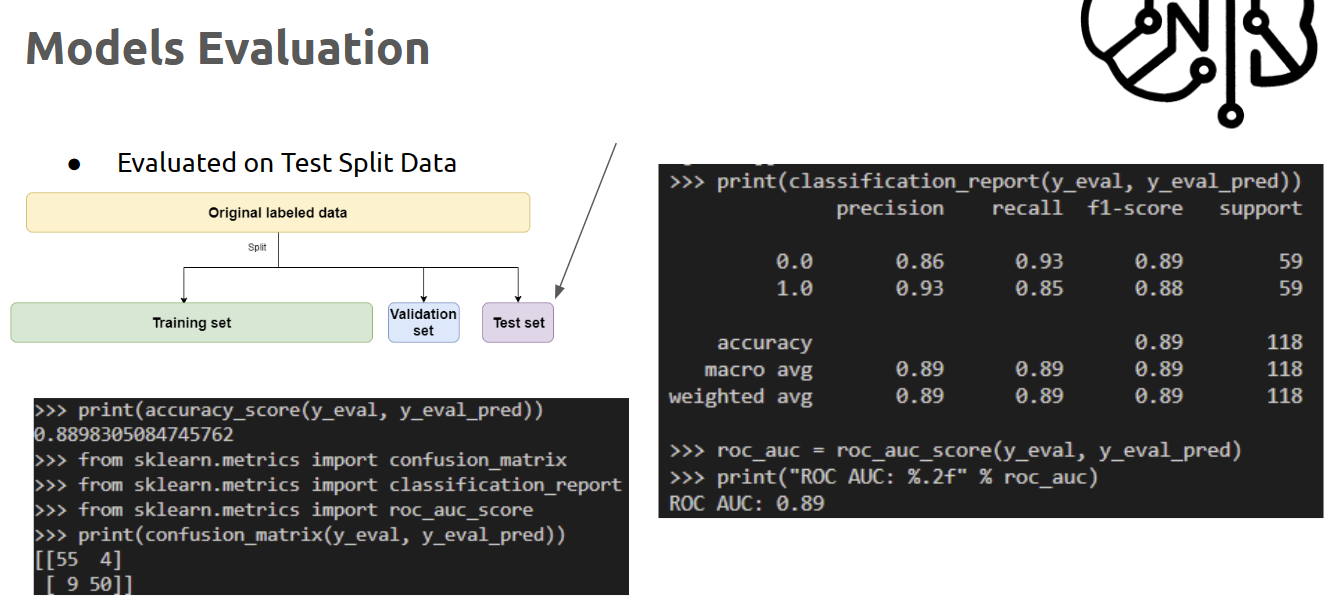 Models Evaluation
● Evaluated on Test Split Data
Original labeled data
Split
Training set
Validation
set
Test set
>>> print(accuracy_score(y_eval, y_eval_pred))
0.8898305084745762
>>> from sklearn.metrics import confusion_matrix
>>> from sklearn.metrics import classification_report
>>> from sklearn.metrics import roc_auc_score
>>> print(confusion_matrix(y_eval, y_eval_pred))
[[55  4]
 [ 9 50]]
>>> print(classification_report(y_eval, y_eval_pred))
precision recall f1-score support
0.0 0.86 0.93 0.89 59
1.0 0.93 0.85 0.88 59
accuracy 0.89 118
macro avg 0.89 0.89 0.89 118
weighted avg 0.89 0.89 0.89 118
>>> roc_auc = roc_auc_score(y_eval, y_eval_pred)
>>> print("ROC AUC: %.2f" % roc_auc)
ROC AUC: 0.89